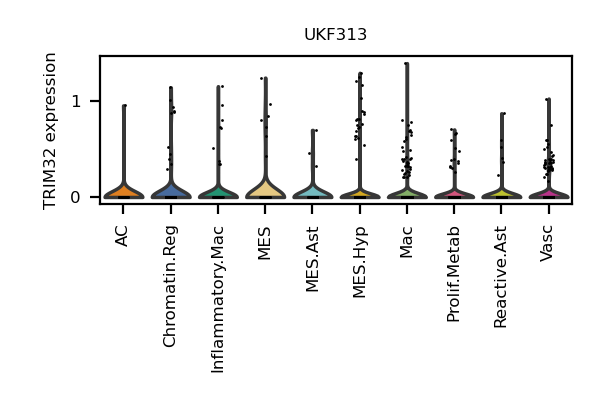 UKF313
TRIM32 expression
1
0
AC
Chromatin.Reg
Inflammatory.Mac
MES
MES.Ast
MES.Hyp
Mac
Prolif.Metab
Reactive.Ast
Vasc